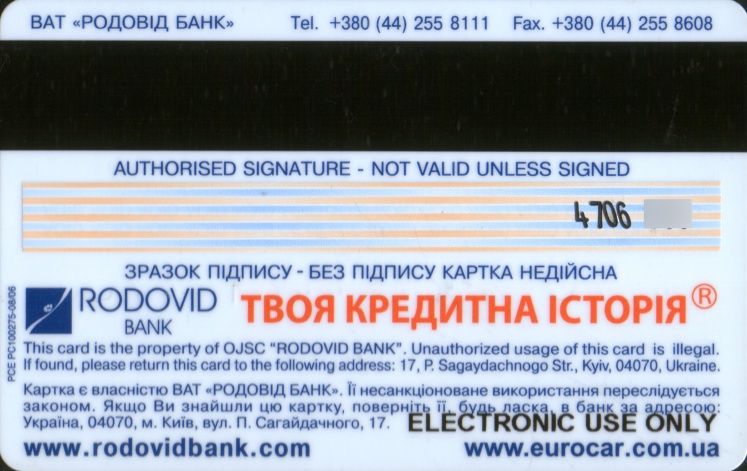 ВАТ «РОДОВІД БАНК» Tel. +380 (44) 255 8111 Fax. +380 (44) 255 8608
AUTHORISED SIGNATURE - NOT VALID UNLESS SIGNED
4706
ЗРАЗОК ПІДПИСУ - БЕЗ ПІДПИСУ КАРТКА НЕДІЙСНА
PCE PC100275-08/06
RODOVID
BANK
ТВОЯ КРЕДИТНА ІСТОРІЯ®
This card is the property of OJSC "RODOVID BANK". Unauthorized usage of this card is illegal.
If found, please return this card to the following address: 17, P. Sagaydachnogo Str., Kyiv, 04070, Ukraine.
Картка є власністю ВАТ «РОДОВІД БАНК». Її несанкціоноване використання переслідується
законом. Якщо Ви знайшли цю картку, поверніть її, будь ласка, в банк за адресою:
Україна, 04070, м. Київ, вул. П. Сагайдачного, 17.
ELECTRONIC USE ONLY
www.rodovidbank.com www.eurocar.com.ua